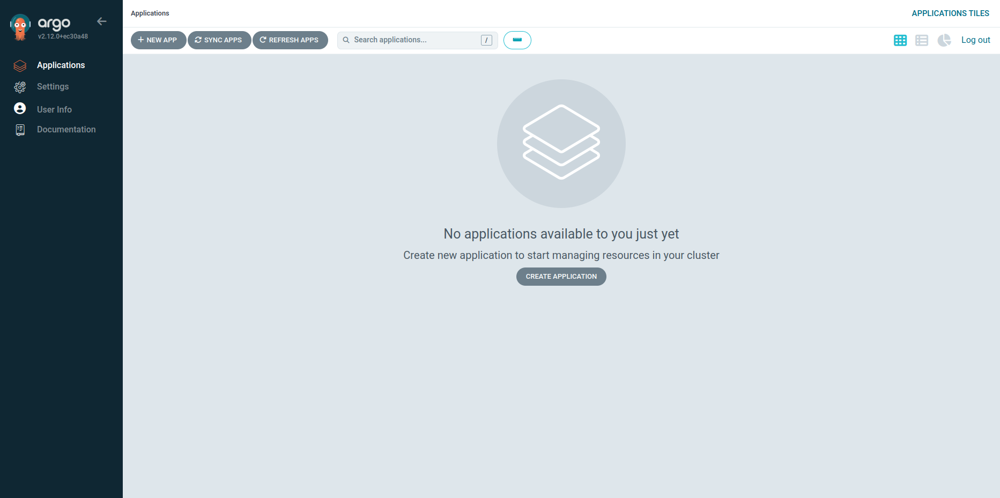 argo
v2.12.0+ec30a48
Applications
Settings
User Info
Documentation
Applications
APPLICATIONS TILES
+ NEW APP
SYNC APPS
REFRESH APPS
Search applications...
/
Log out
No applications available to you just yet
Create new application to start managing resources in your cluster
CREATE APPLICATION